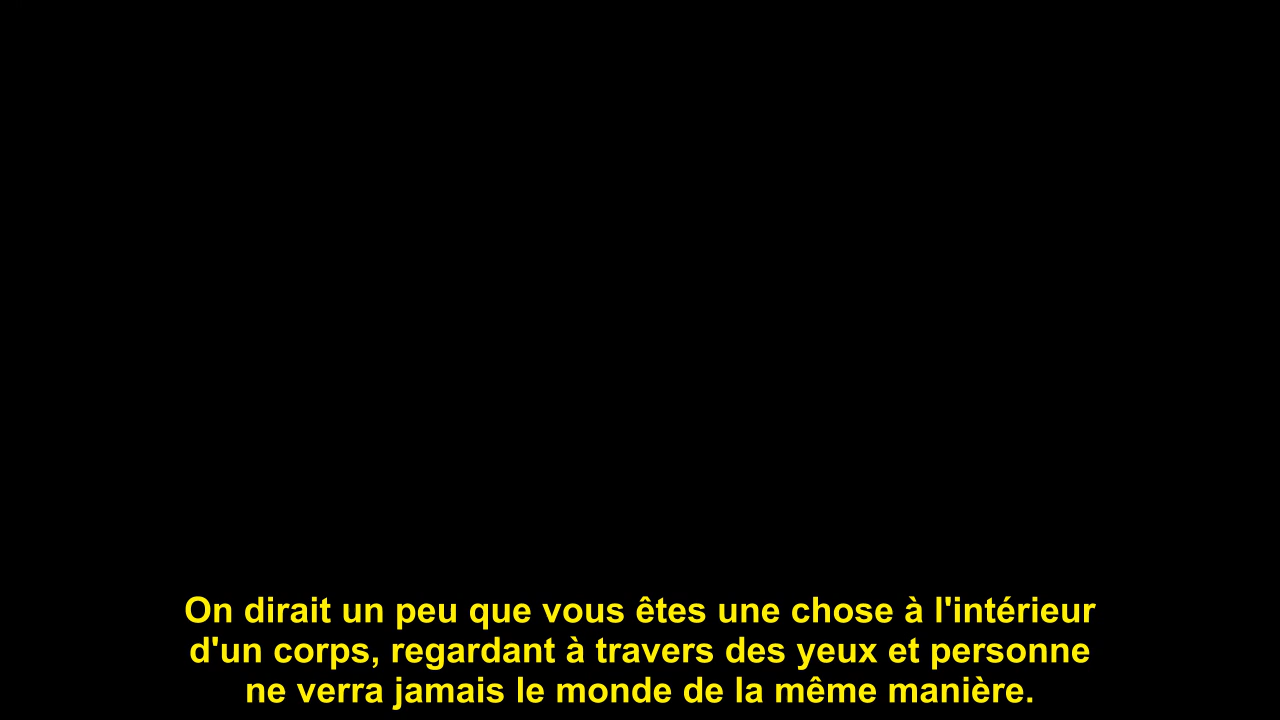 On dirait un peu que vous êtes une chose à l'intérieur
d'un corps, regardant à travers des yeux et personne
ne verra jamais le monde de la même manière.